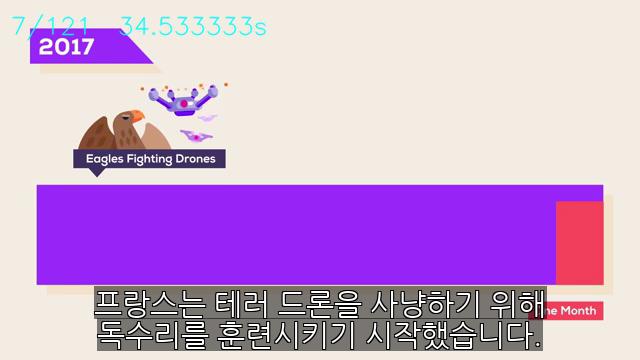 7/121 34.533333s
2017
Eagles Fighting Drones
프랑스는 테러 드론을 사냥하기 위해
독수리를 훈련시키기 시작했습니다.
Month